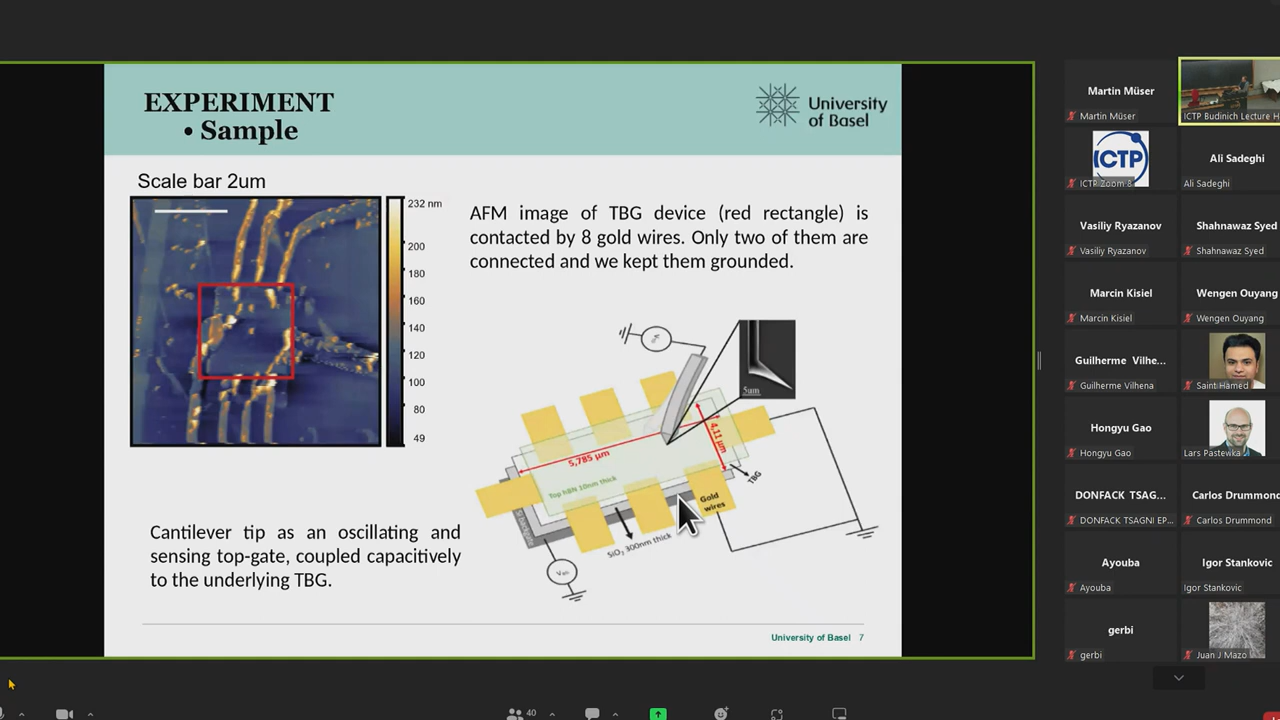 EXPERIMENT
• Sample
University
of Basel
Scale bar 2um
232 nm
200
180
160
140
120
100
80
49
AFM image of TBG device (red rectangle) is
contacted by 8 gold wires. Only two of them are
connected and we kept them grounded.
5um
5,785 µm
4,11 µm
Top hBN 10nm thick
TBG
Gold
wires
SiO₂ 300nm thick
Cantilever tip as an oscillating and
sensing top-gate, coupled capacitively
to the underlying TBG.
University of Basel 7
Martin Müser
Martin Müser
ICTP Budinich Lecture H
ICTP
ICTP Zoom 8
Ali Sadeghi
Ali Sadeghi
Vasiliy Ryazanov
Vasiliy Ryazanov
Shahnawaz Syed
Shahnawaz Syed
Marcin Kisiel
Marcin Kisiel
Wengen Ouyang
Wengen Ouyang
Guilherme Vilhe...
Guilherme Vilhena
Saint Hamed
Hongyu Gao
Hongyu Gao
Lars Pastewka
DONFACK TSAG...
DONFACK TSAGNI EP...
Carlos Drummond
Carlos Drummond
Ayouba
Ayouba
Igor Stankovic
Igor Stankovic
gerbi
gerbi
Juan J Mazo
40